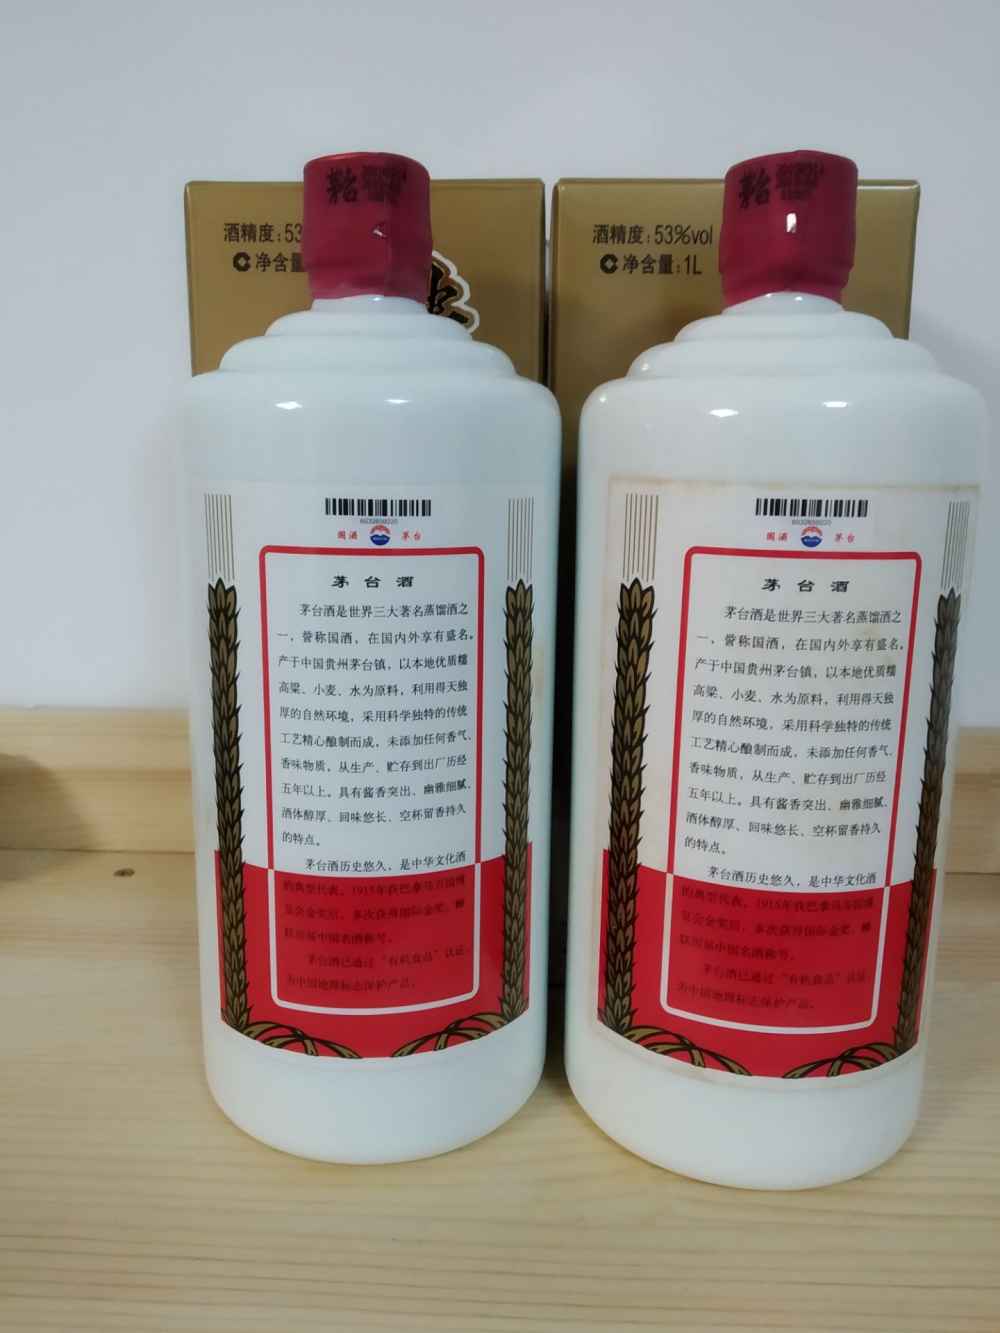 茅台
茅台
酒精度:53
净含量
酒精度:53%vol
净含量:1L
国酒 茅台
茅台酒
茅台酒是世界三大著名蒸馏酒之
一，誉称国酒，在国内外享有盛名。
产于中国贵州茅台镇，以本地优质糯
高粱、小麦、水为原料，利用得天独
厚的自然环境，采用科学独特的传统
工艺精心酿制而成，未添加任何香气、
香味物质，从生产、贮存到出厂历经
五年以上。具有酱香突出、幽雅细腻、
酒体醇厚、回味悠长、空杯留香持久
的特点。
茅台酒历史悠久，是中华文化酒
的典型代表。1915年获巴拿马万国博
览会金奖后，多次获得国际金奖，蝉
联历届中国名酒称号。
茅台酒已通过“有机食品”认证，
为中国地理标志保护产品。
国酒 茅台
茅台酒
茅台酒是世界三大著名蒸馏酒之
一，誉称国酒，在国内外享有盛名。
产于中国贵州茅台镇，以本地优质糯
高粱、小麦、水为原料，利用得天独
厚的自然环境，采用科学独特的传统
工艺精心酿制而成，未添加任何香气、
香味物质，从生产、贮存到出厂历经
五年以上。具有酱香突出、幽雅细腻、
酒体醇厚、回味悠长、空杯留香持久
的特点。
茅台酒历史悠久，是中华文化酒
的典型代表。1915年获巴拿马万国博
览会金奖后，多次获得国际金奖，蝉
联历届中国名酒称号。
茅台酒已通过“有机食品”认证，
为中国地理标志保护产品。